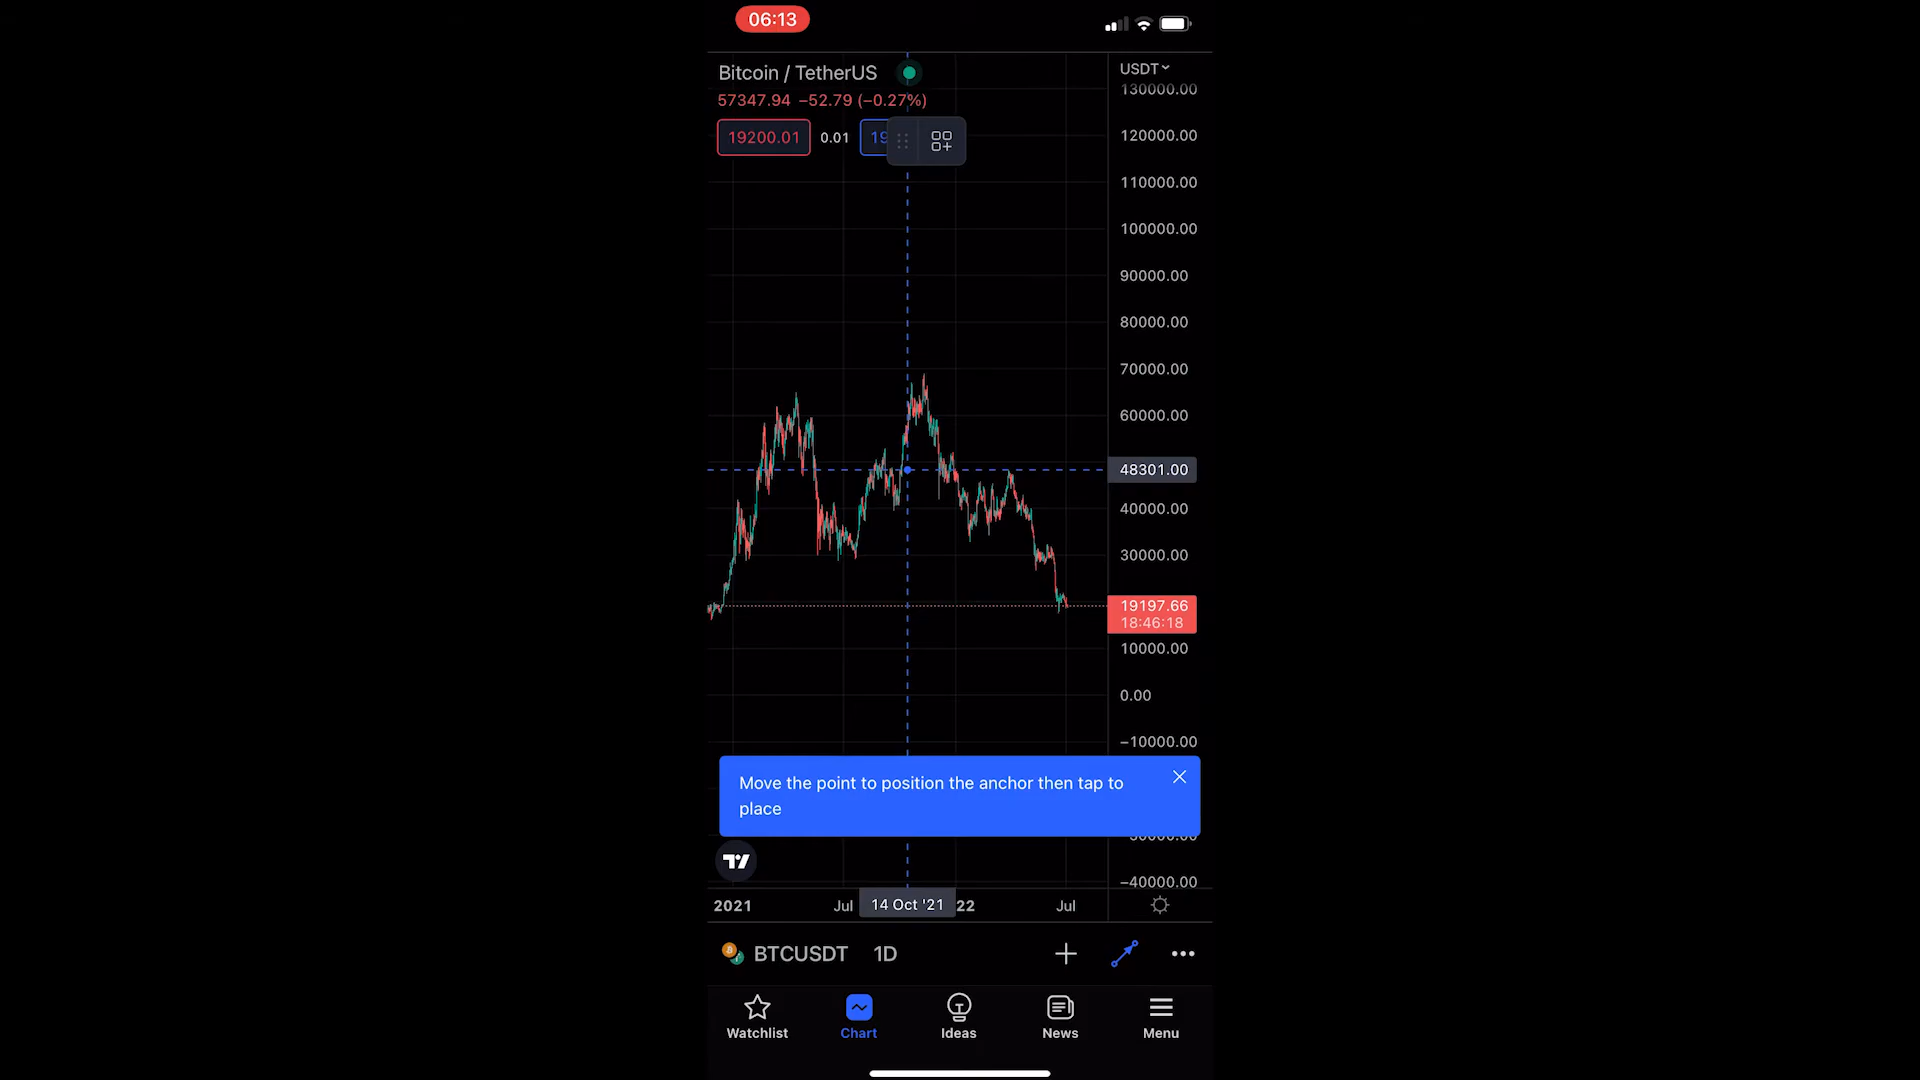 06:13
Bitcoin / TetherUS
USDT
57347.94 −52.79 (−0.27%)
130000.00
19200.01 0.01 19
120000.00
110000.00
100000.00
90000.00
80000.00
70000.00
60000.00
48301.00
40000.00
30000.00
19197.66
18:46:18
10000.00
0.00
−10000.00
Move the point to position the anchor then tap to
place
−40000.00
2021 Jul 14 Oct '21 22 Jul
BTCUSDT 1D
Watchlist Chart Ideas News Menu